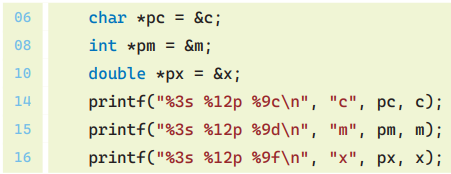 06 char *pc = &c;
08 int *pm = &m;
10 double *px = &x;
14 printf("%3s %12p %9c\n", "c", pc, c);
15 printf("%3s %12p %9d\n", "m", pm, m);
16 printf("%3s %12p %9f\n", "x", px, x);